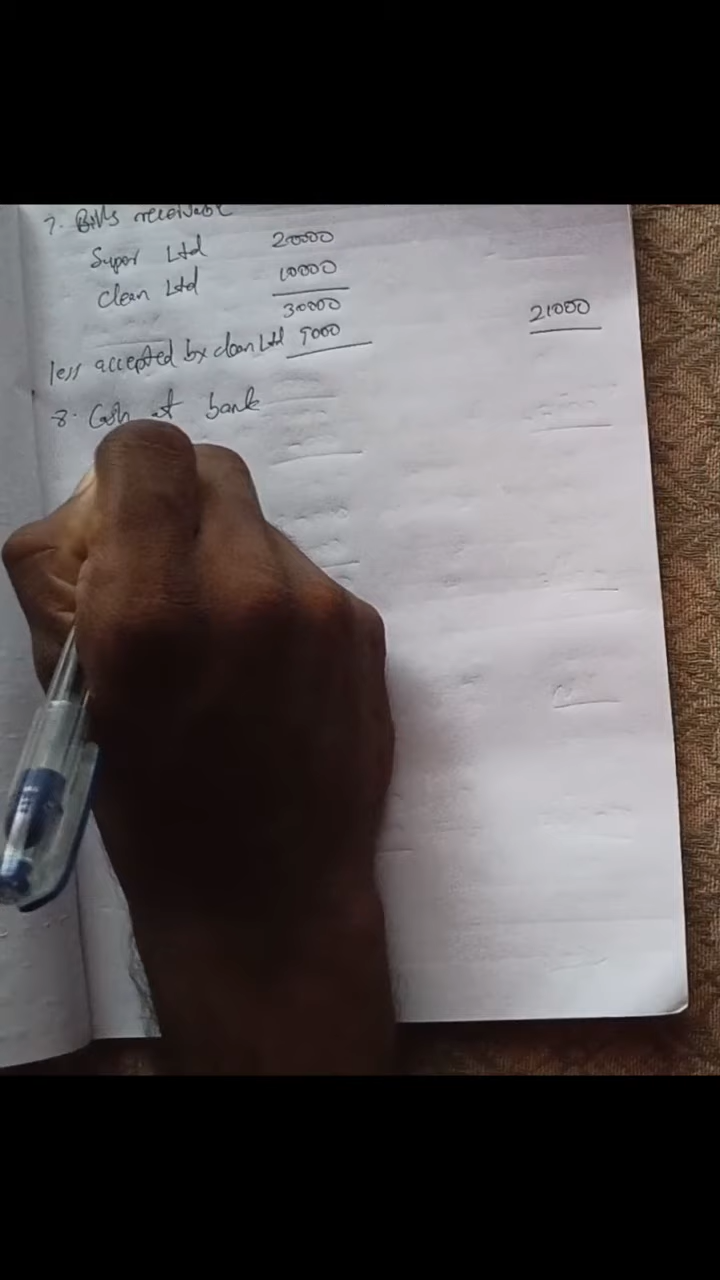 7. Bills receivable
Super Ltd 20000
Clean Ltd 10000
30000
less accepted by clean Ltd 9000 21000
8. Cash at bank